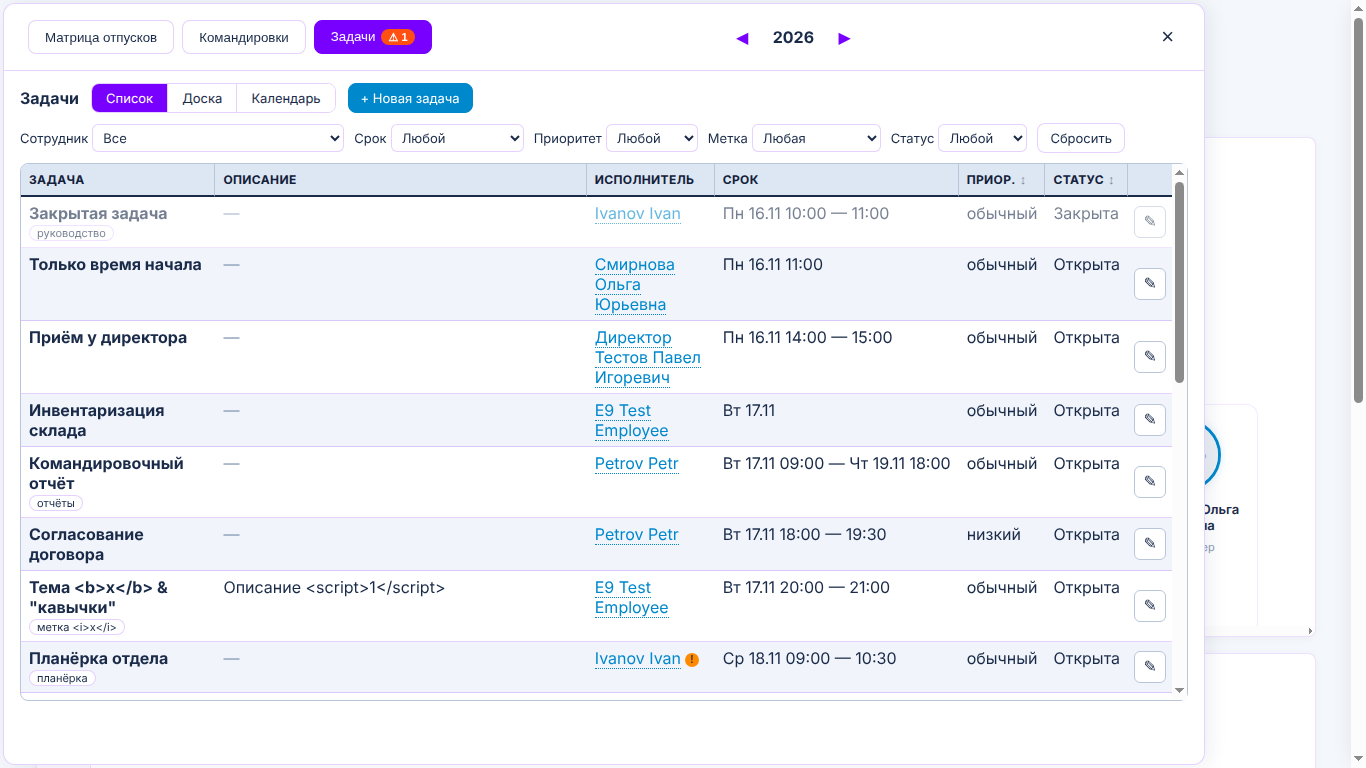 Матрица отпусков Командировки Задачи ⚠ 1 ◀ 2026 ▶ ✕
Задачи Список Доска Календарь + Новая задача
Сотрудник Все Срок Любой Приоритет Любой Метка Любая Статус Любой Сбросить
ЗАДАЧА ОПИСАНИЕ ИСПОЛНИТЕЛЬ СРОК ПРИОР. ↕ СТАТУС ↕
Закрытая задача — Ivanov Ivan Пн 16.11 10:00 — 11:00 обычный Закрыта ✎
руководство
Только время начала — Смирнова Пн 16.11 11:00 обычный Открыта ✎
Ольга
Юрьевна
Приём у директора — Директор Пн 16.11 14:00 — 15:00 обычный Открыта ✎
Тестов Павел
Игоревич
Инвентаризация — E9 Test Вт 17.11 обычный Открыта ✎
склада Employee
Командировочный — Petrov Petr Вт 17.11 09:00 — Чт 19.11 18:00 обычный Открыта ✎
отчёт
отчёты
Согласование — Petrov Petr Вт 17.11 18:00 — 19:30 низкий Открыта ✎
договора
Тема <b>x</b> & Описание <script>1</script> E9 Test Вт 17.11 20:00 — 21:00 обычный Открыта ✎
"кавычки" Employee
метка <i>x</i>
Планёрка отдела — Ivanov Ivan ! Ср 18.11 09:00 — 10:30 обычный Открыта ✎
планёрка
Ольга